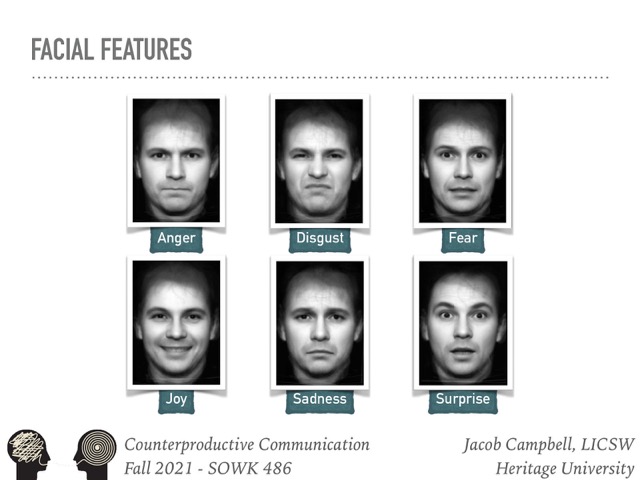 FACIAL FEATURES
Anger
Disgust
Fear
Joy
Sadness
Surprise
Counterproductive Communication
Fall 2021 - SOWK 486
Jacob Campbell, LICSW
Heritage University